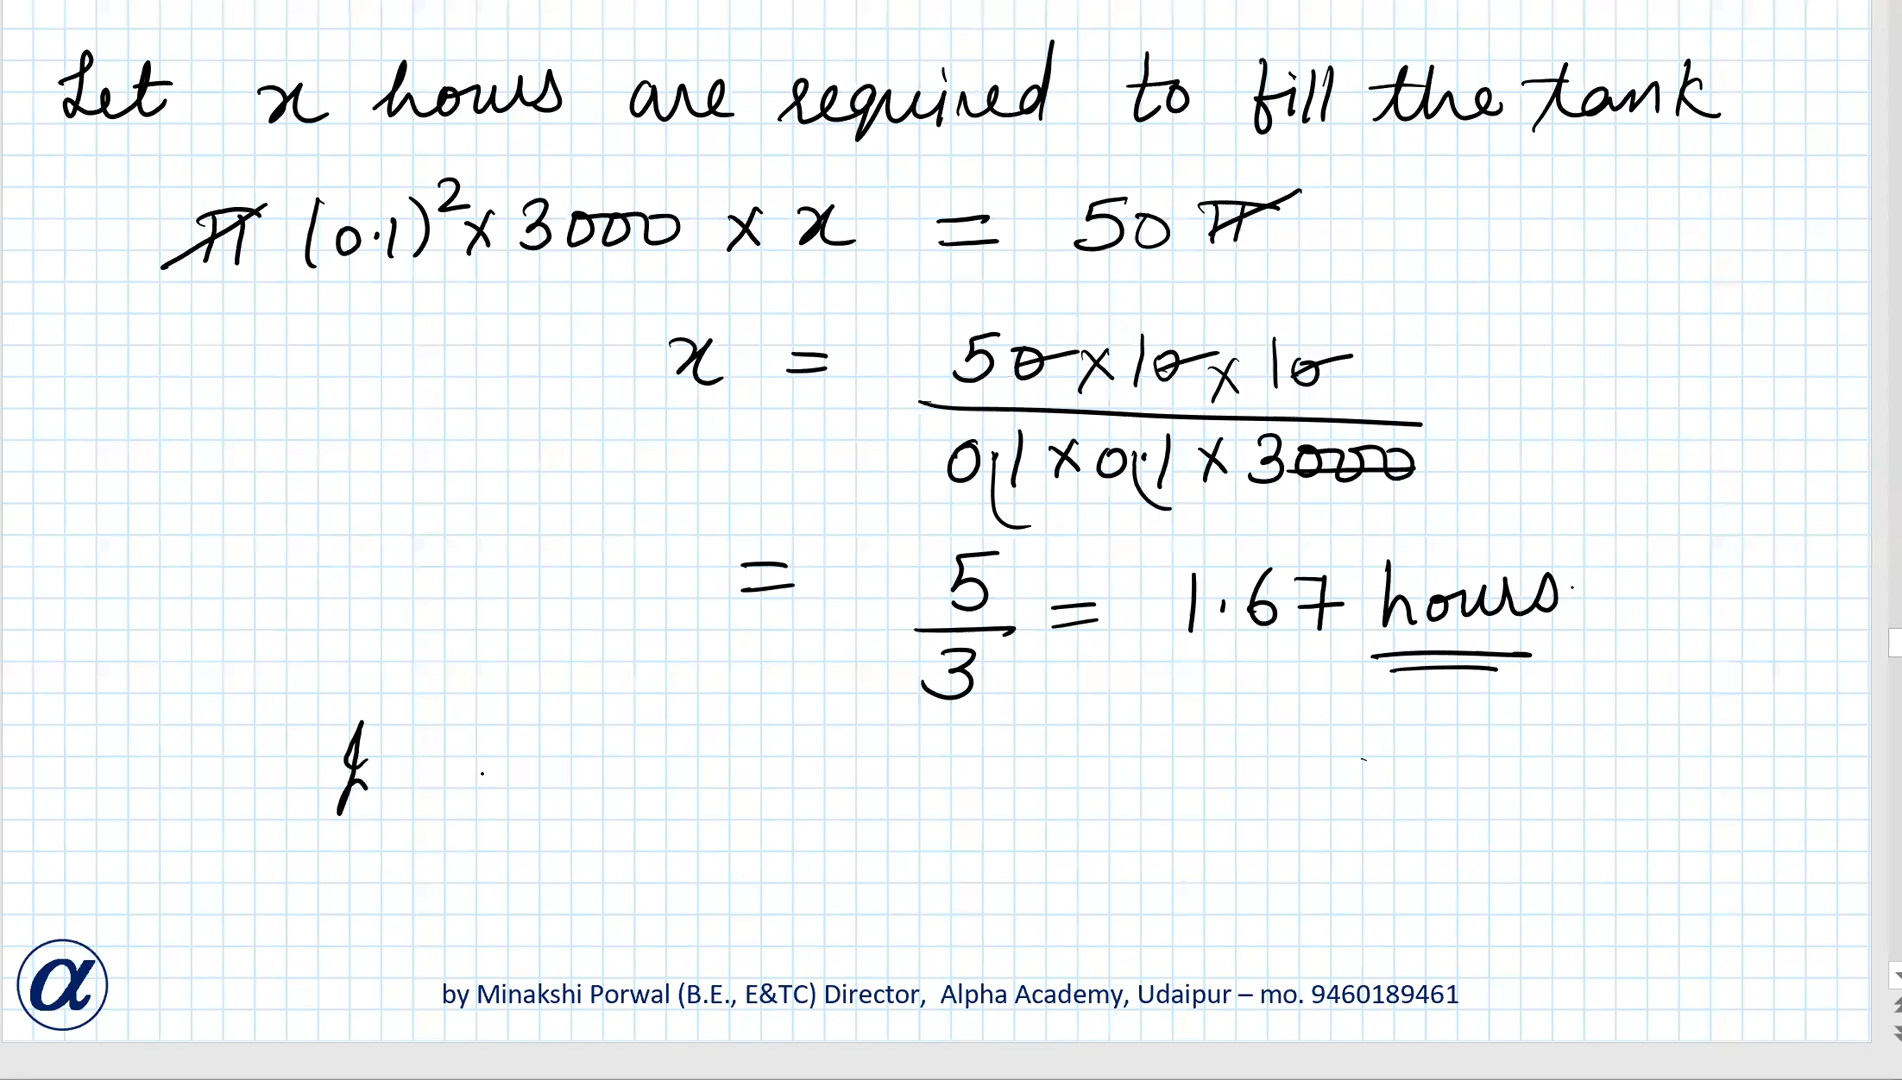 Let x hours are required to fill the tank
π (0.1)² × 3000 × x = 50 π
x = 50 × 10 × 10
0.1 × 0.1 × 3000
= 5/3 = 1.67 hours.
α
by Minakshi Porwal (B.E., E&TC) Director, Alpha Academy, Udaipur – mo. 9460189461